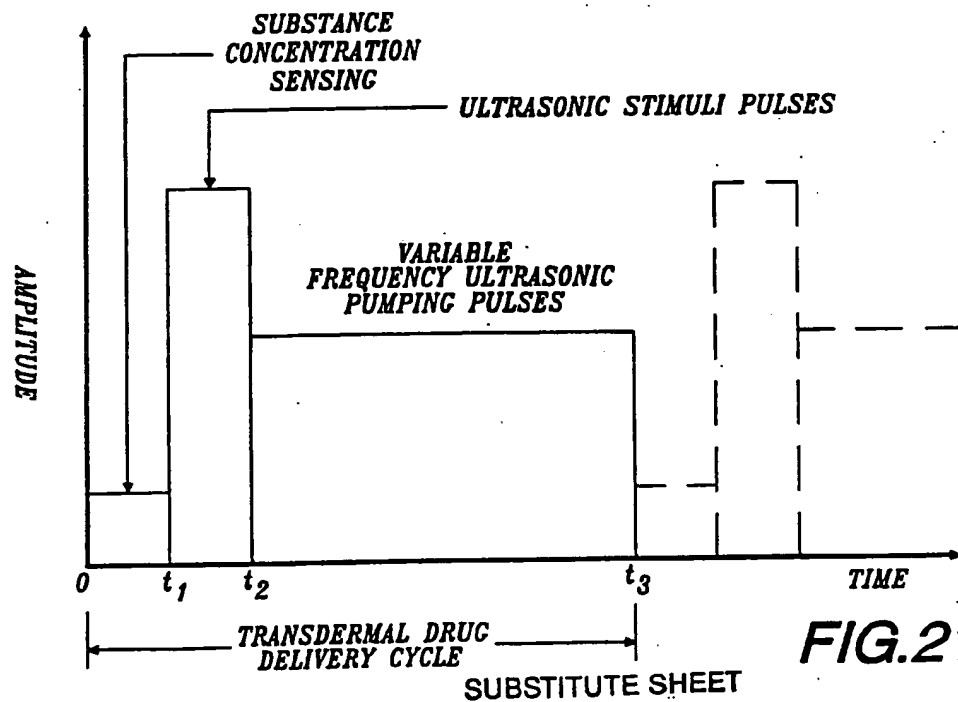 SUBSTANCE
CONCENTRATION
SENSING
ULTRASONIC STIMULI PULSES
VARIABLE
FREQUENCY ULTRASONIC
PUMPING PULSES
AMPLITUDE
0
t1
t2
t3
TIME
TRANSDERMAL DRUG
DELIVERY CYCLE
FIG.2
SUBSTITUTE SHEET